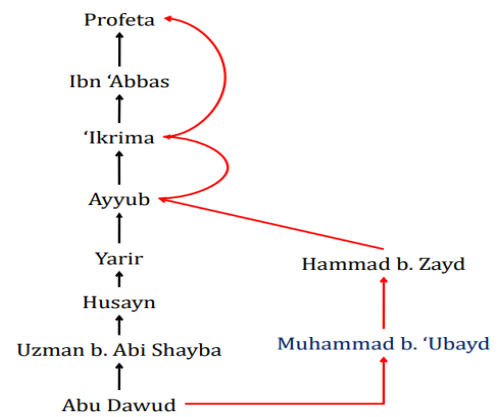 Profeta
Ibn ‘Abbas
‘Ikrima
Ayyub
Yarir
Hammad b. Zayd
Husayn
Uzman b. Abi Shayba
Muhammad b. ‘Ubayd
Abu Dawud